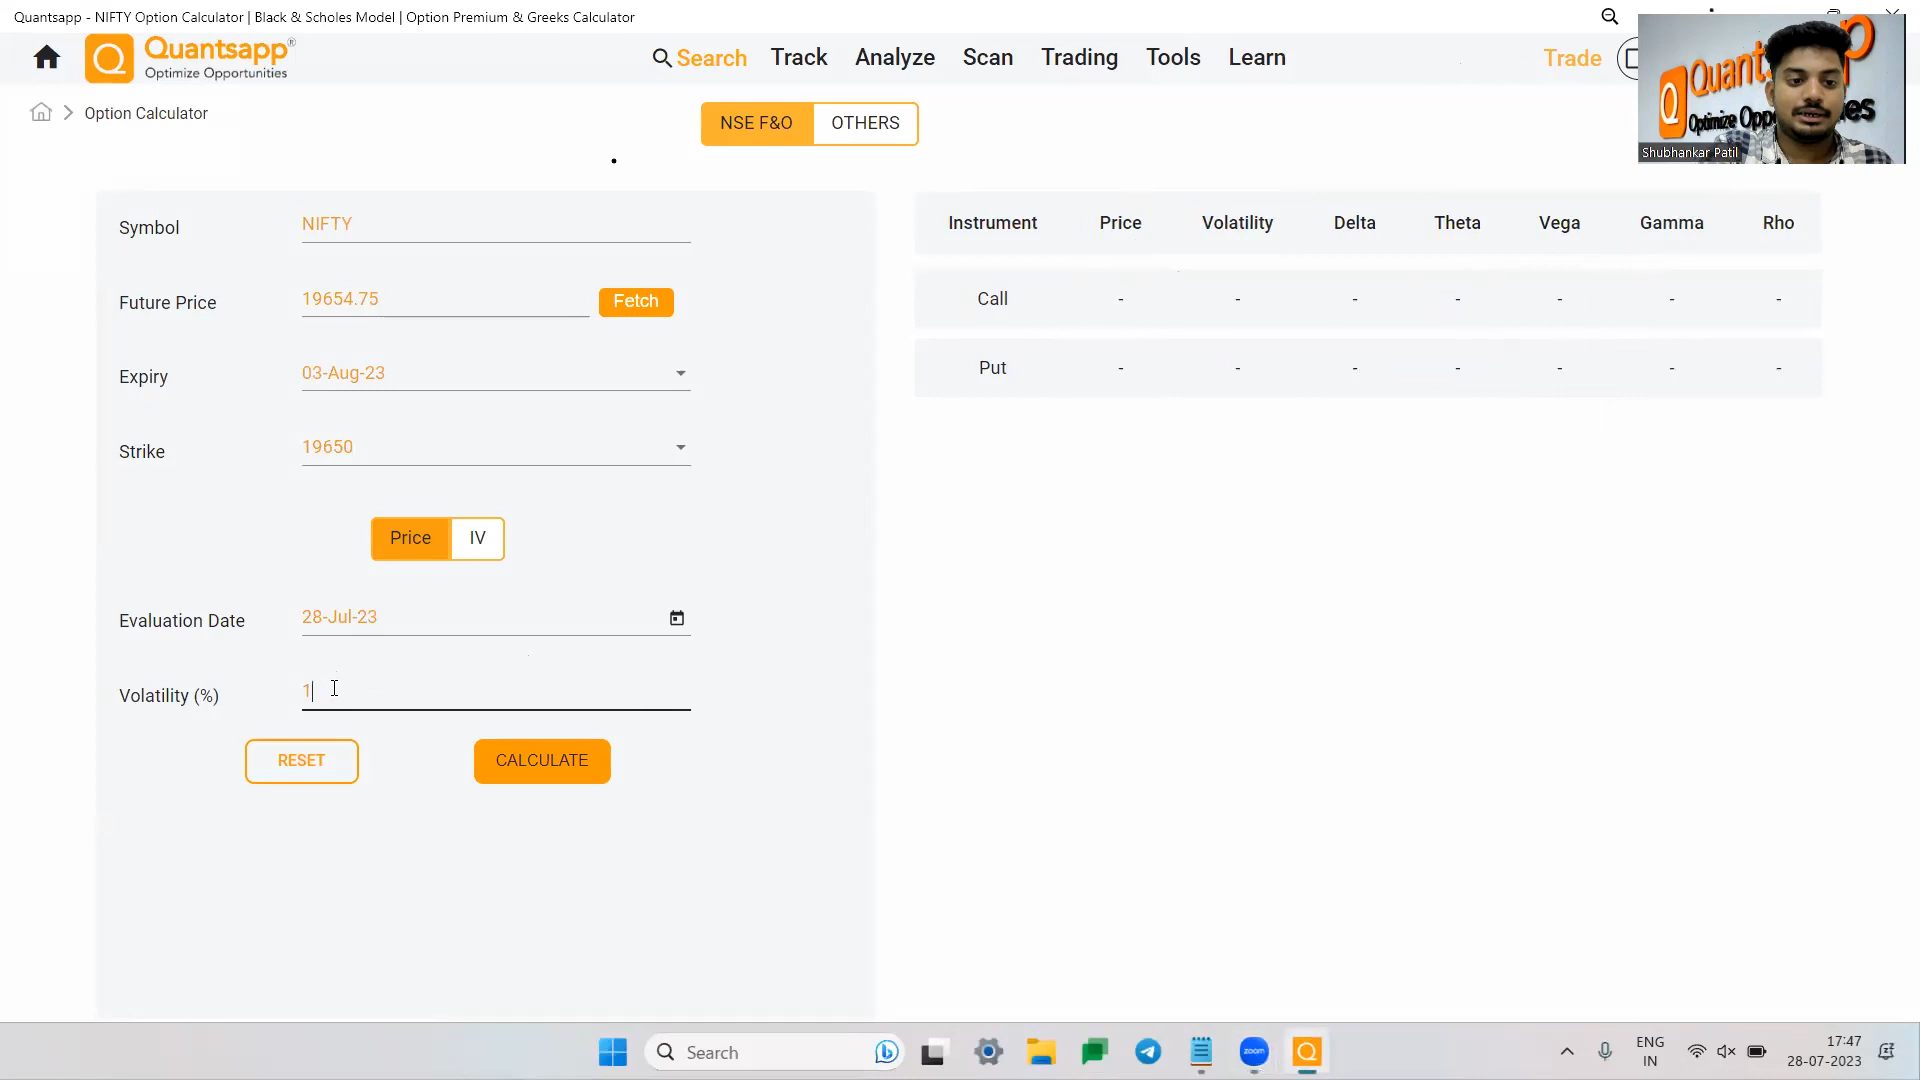 Quantsapp - NIFTY Option Calculator | Black & Scholes Model | Option Premium & Greeks Calculator
Quantsapp®
Optimize Opportunities
Search Track Analyze Scan Trading Tools Learn
Trade
Shubhankar Patil
Option Calculator
NSE F&O OTHERS
Symbol NIFTY
Future Price 19654.75 Fetch
Expiry 03-Aug-23
Strike 19650
Price IV
Evaluation Date 28-Jul-23
Volatility (%) 1
RESET CALCULATE
Instrument Price Volatility Delta Theta Vega Gamma Rho
Call - - - - - - -
Put - - - - - - -
Search
zoom
ENG
IN
17:47
28-07-2023